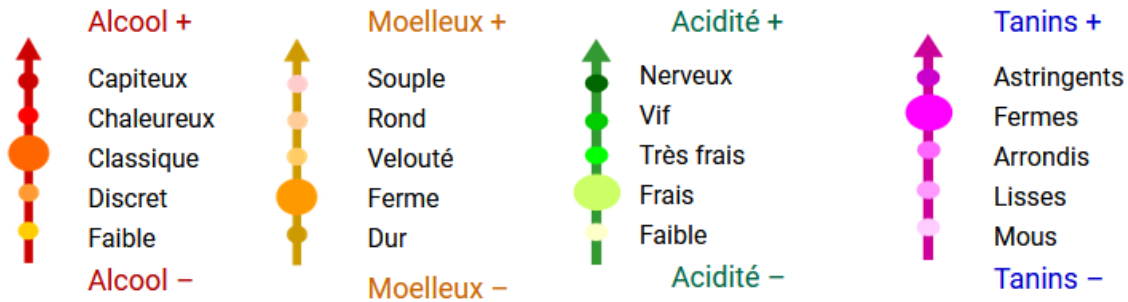 Alcool +
Capiteux
Chaleureux
Classique
Discret
Faible
Alcool –
Moelleux +
Souple
Rond
Velouté
Ferme
Dur
Moelleux –
Acidité +
Nerveux
Vif
Très frais
Frais
Faible
Acidité –
Tanins +
Astringents
Fermes
Arrondis
Lisses
Mous
Tanins –